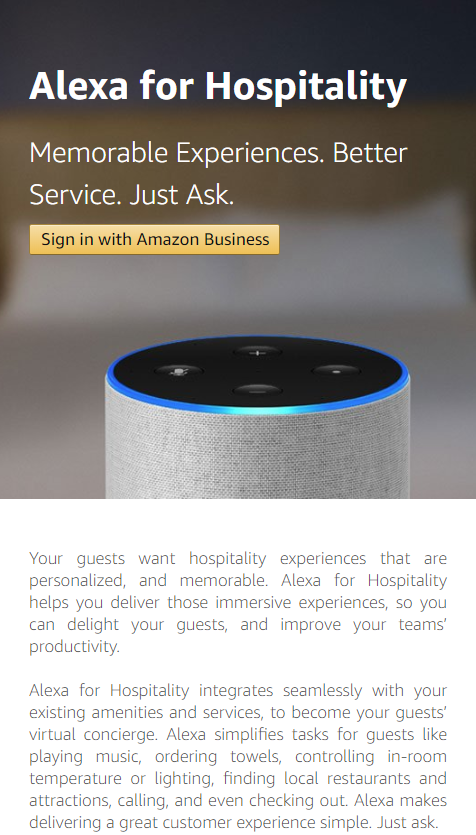 Alexa for Hospitality
Memorable Experiences. Better
Service. Just Ask.
Sign in with Amazon Business
Your guests want hospitality experiences that are
personalized, and memorable. Alexa for Hospitality
helps you deliver those immersive experiences, so you
can delight your guests, and improve your teams’
productivity.
Alexa for Hospitality integrates seamlessly with your
existing amenities and services, to become your guests’
virtual concierge. Alexa simplifies tasks for guests like
playing music, ordering towels, controlling in-room
temperature or lighting, finding local restaurants and
attractions, calling, and even checking out. Alexa makes
delivering a great customer experience simple. Just ask.